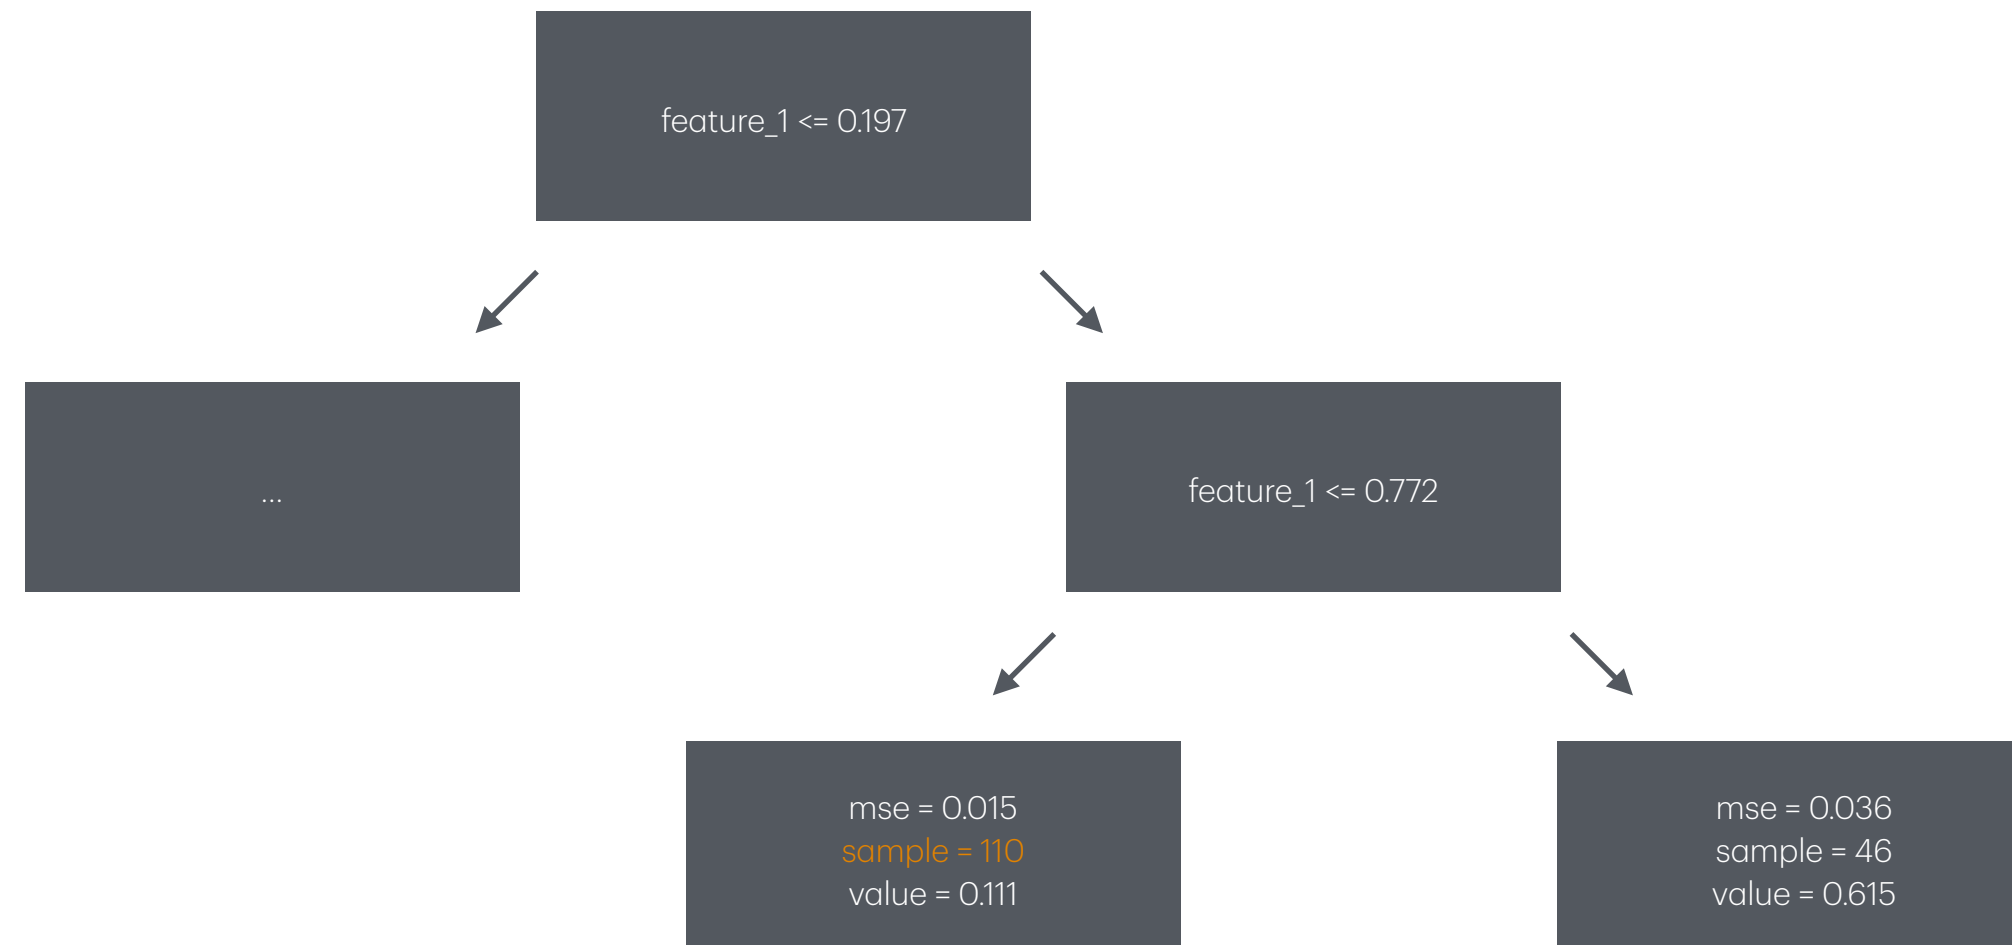 feature_1 <= 0.197
...
feature_1 <= 0.772
mse = 0.015
sample = 110
value = 0.111
mse = 0.036
sample = 46
value = 0.615